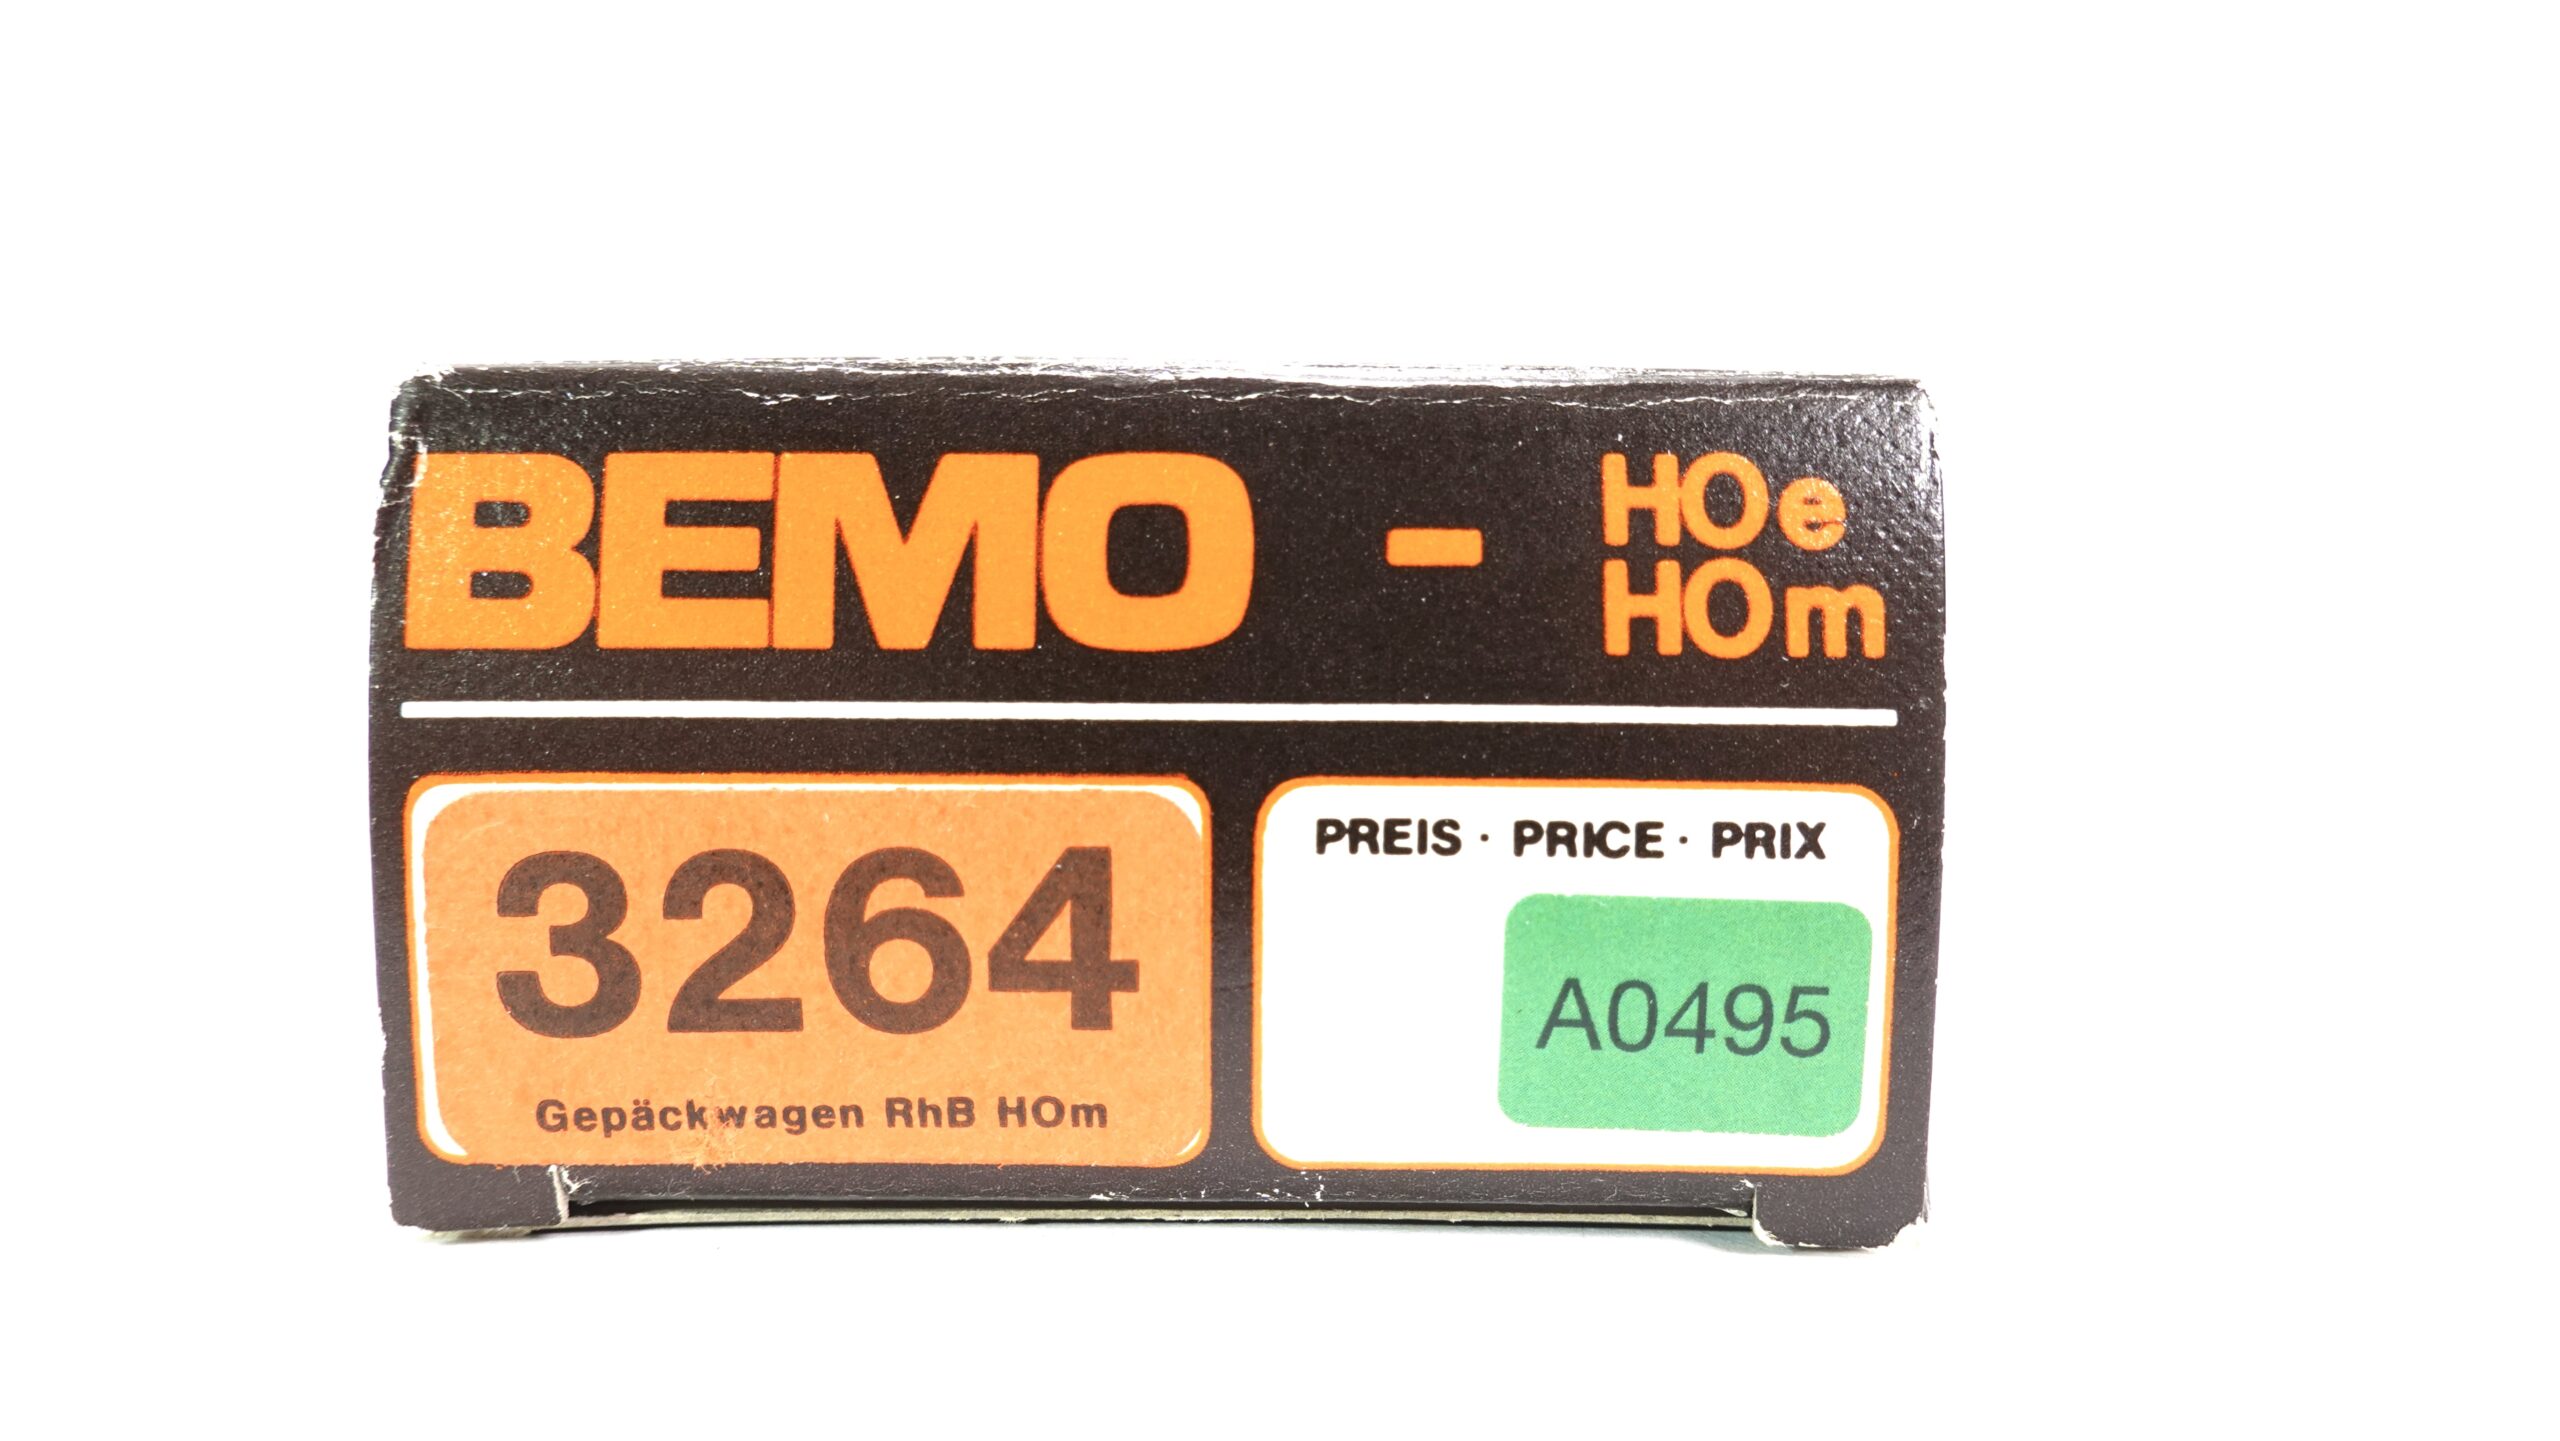 BEMO - HOe
HOm
3264
Gepäckwagen RhB HOm
PREIS · PRICE · PRIX
A0495